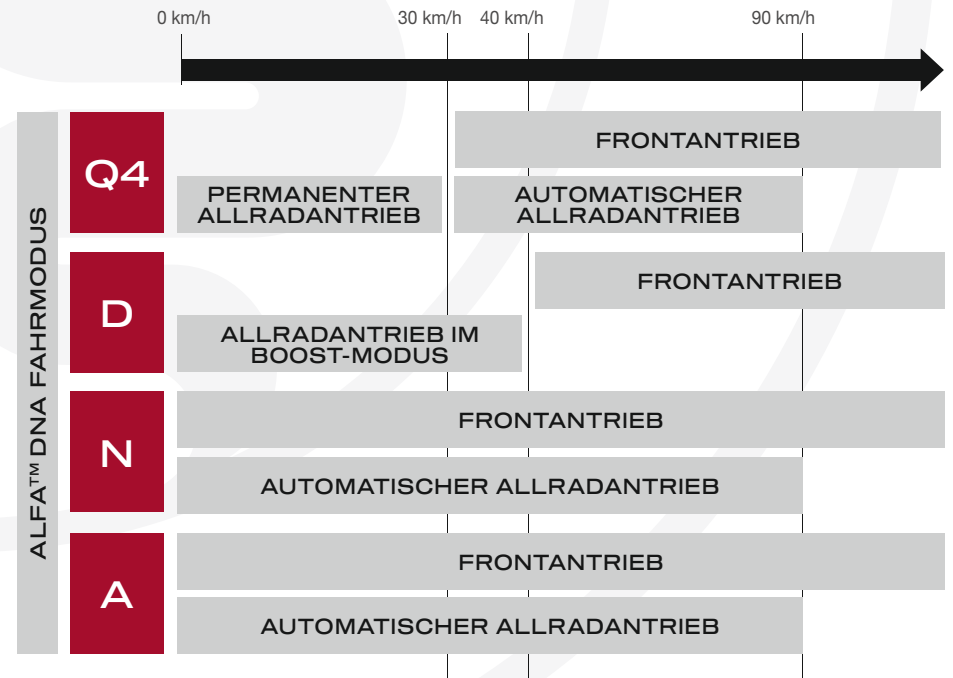 0 km/h
30 km/h
40 km/h
90 km/h
ALFA™ DNA FAHRMODUS
Q4
FRONTANTRIEB
PERMANENTER
ALLRADANTRIEB
AUTOMATISCHER
ALLRADANTRIEB
D
FRONTANTRIEB
ALLRADANTRIEB IM
BOOST-MODUS
N
FRONTANTRIEB
AUTOMATISCHER ALLRADANTRIEB
A
FRONTANTRIEB
AUTOMATISCHER ALLRADANTRIEB